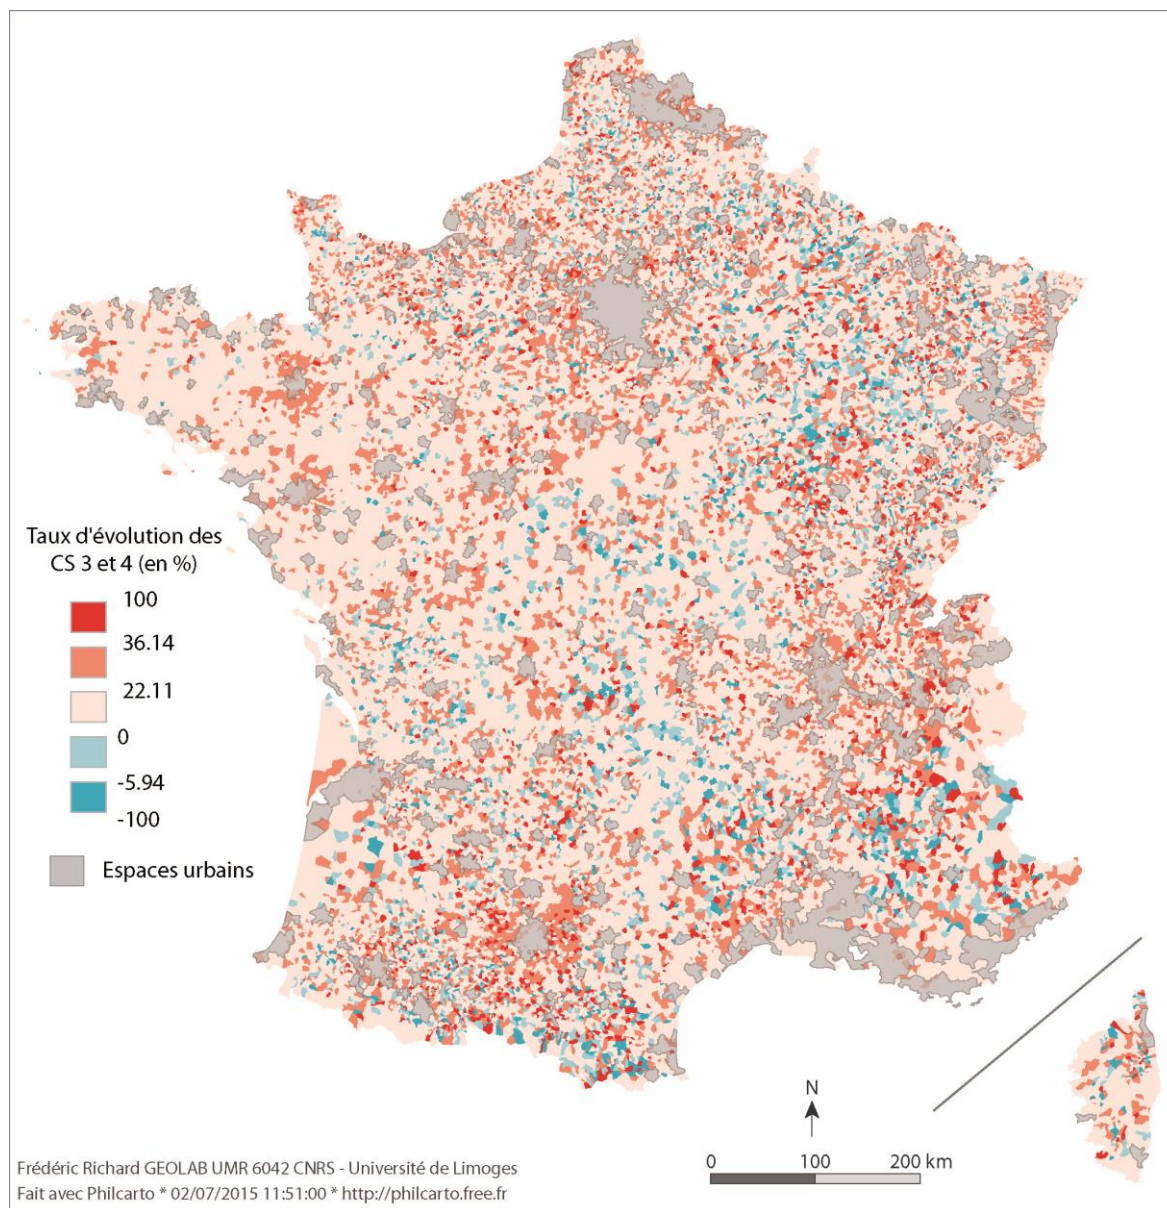 Taux d'évolution des
CS 3 et 4 (en %)
100
36.14
22.11
0
-5.94
-100
Espaces urbains
N
0 100 200 km
Frédéric Richard GEOLAB UMR 6042 CNRS - Université de Limoges
Fait avec Philcarto * 02/07/2015 11:51:00 * http://philcarto.free.fr